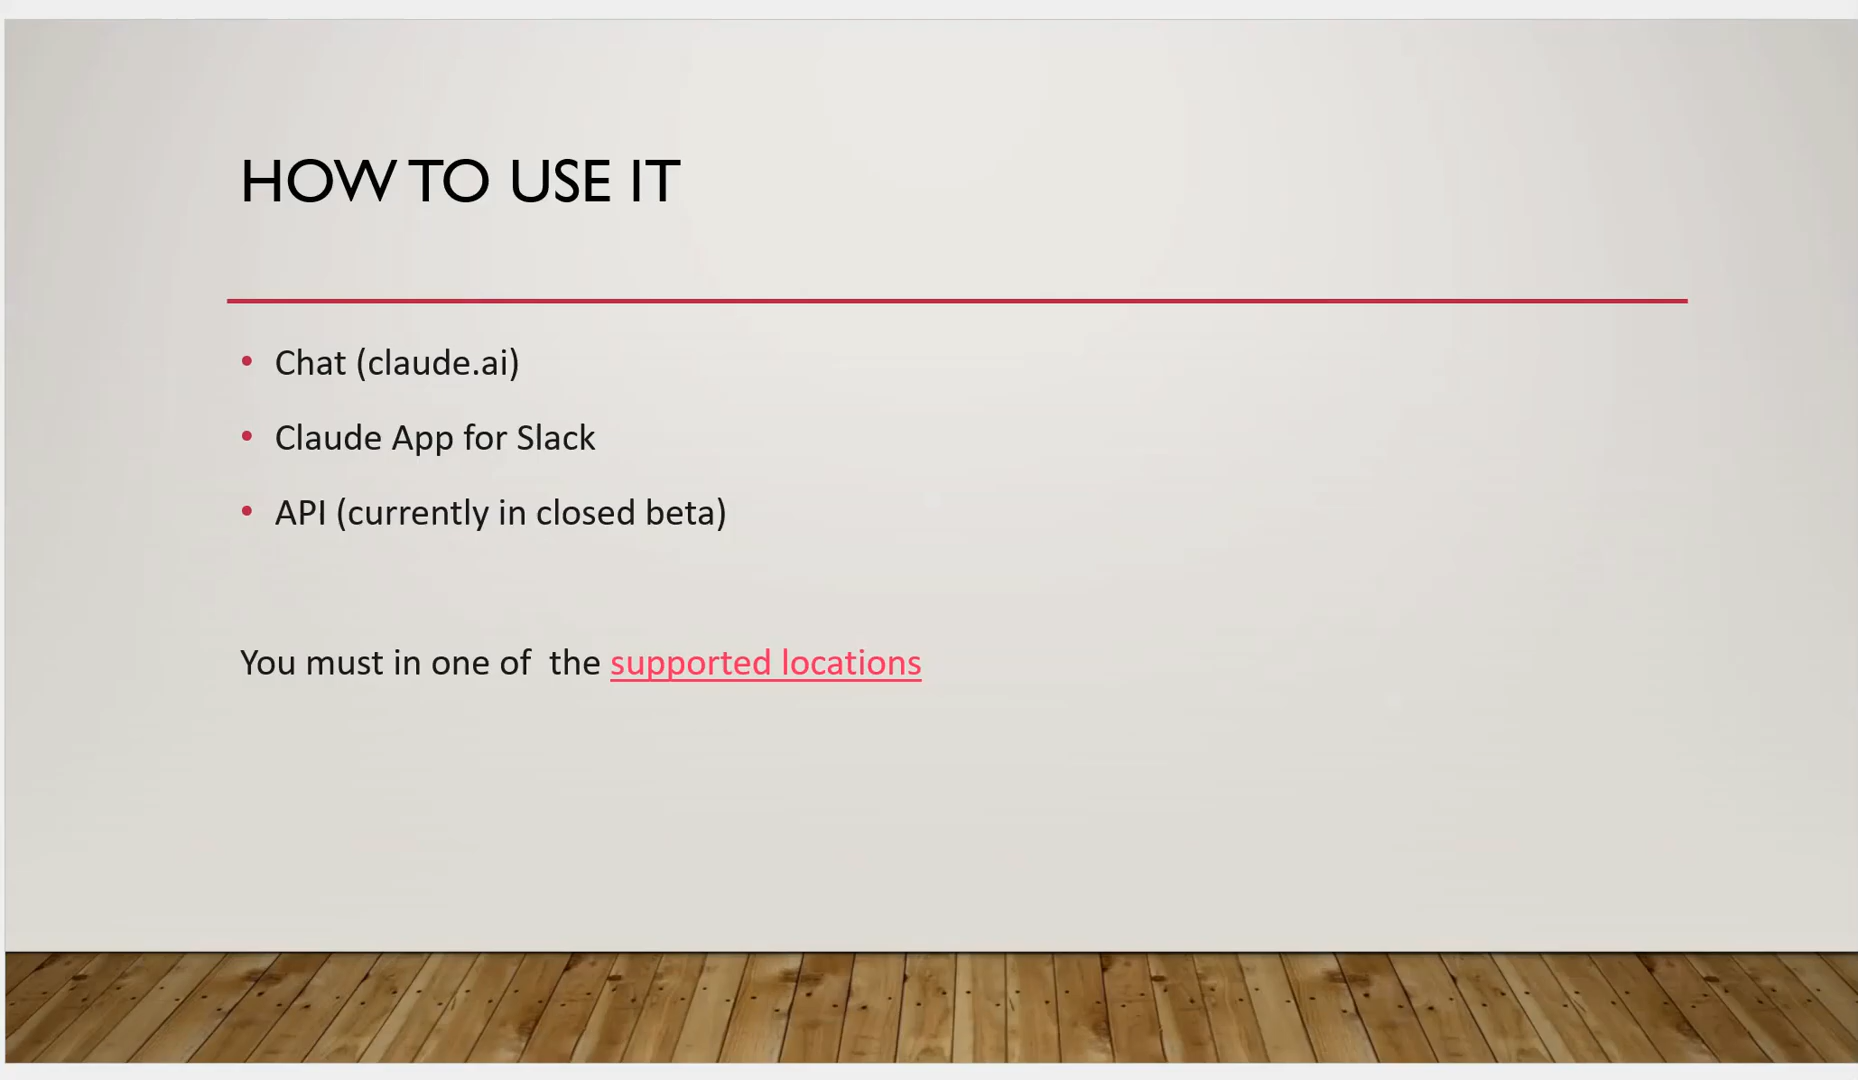 HOW TO USE IT
• Chat (claude.ai)
• Claude App for Slack
• API (currently in closed beta)
You must in one of  the supported locations